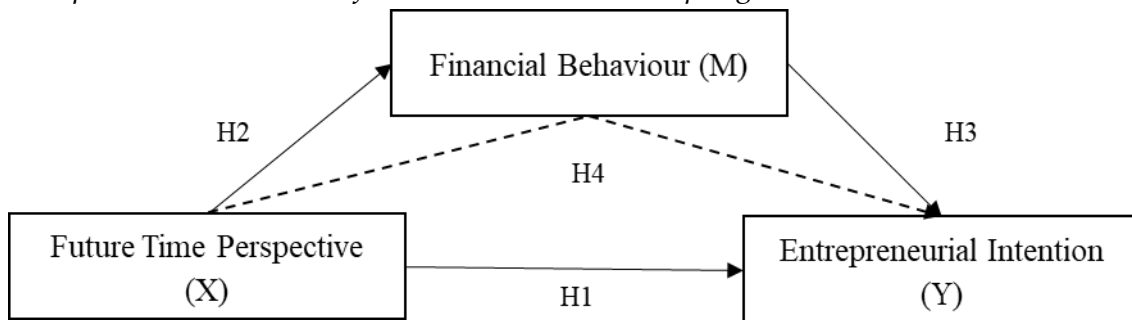 Financial Behaviour (M)
H2
H3
H4
Future Time Perspective
(X)
H1
Entrepreneurial Intention
(Y)